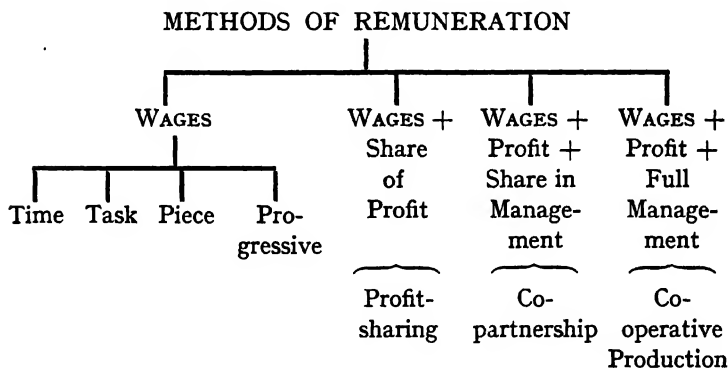 METHODS OF REMUNERATION
WAGES
Time Task Piece Pro-
gressive
WAGES +
Share
of
Profit
Profit-
sharing
WAGES +
Profit +
Share in
Manage-
ment
Co-
partnership
WAGES +
Profit +
Full
Manage-
ment
Co-
operative
Production